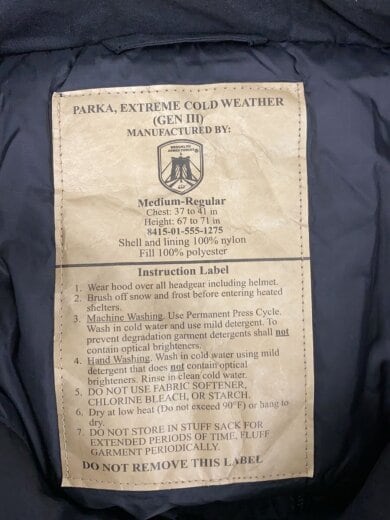 PARKA, EXTREME COLD WEATHER
(GEN III)
MANUFACTURED BY:
BROOKLYN
ARMED FORCES
Medium-Regular
Chest: 37 to 41 in
Height: 67 to 71 in
8415-01-555-1275
Shell and lining 100% nylon
Fill 100% polyester
Instruction Label
1. Wear hood over all headgear including helmet.
2. Brush off snow and frost before entering heated
shelters.
3. Machine Washing. Use Permanent Press Cycle.
Wash in cold water and use mild detergent. To
prevent degradation garment detergents shall not
contain optical brighteners.
4. Hand Washing. Wash in cold water using mild
detergent that does not contain optical
brighteners. Rinse in clean cold water.
5. DO NOT USE FABRIC SOFTENER,
CHLORINE BLEACH, OR STARCH.
6. Dry at low heat (Do not exceed 90°F) or hang to
dry.
7. DO NOT STORE IN STUFF SACK FOR
EXTENDED PERIODS OF TIME, FLUFF
GARMENT PERIODICALLY.
DO NOT REMOVE THIS LABEL